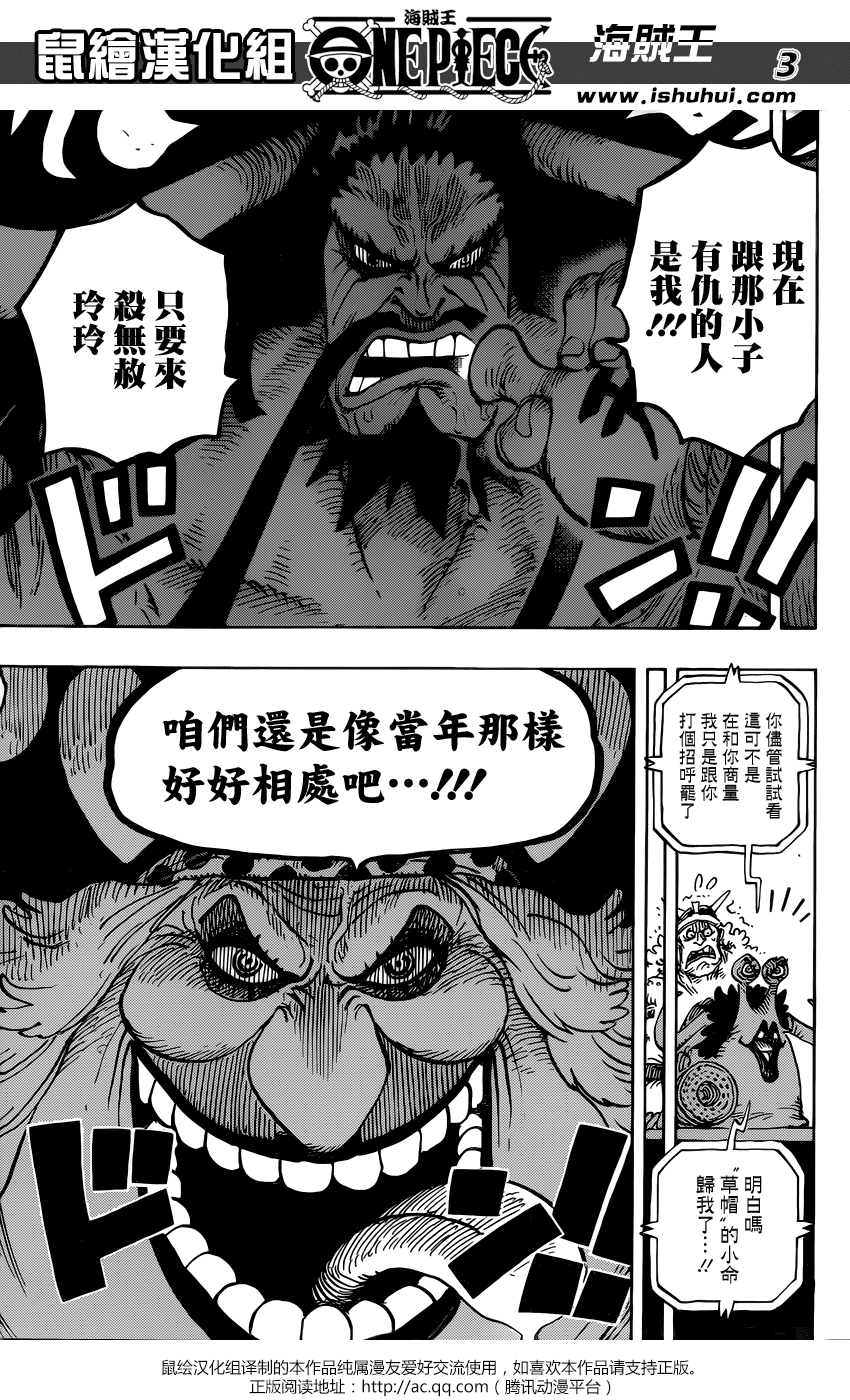 鼠繪漢化組
海賊王
ONE PIECE
海賊王
3
www.ishuhui.com
現在
跟那小子
有仇的人
是我!!!
只要來
殺無赦
玲玲
ドン!!
你儘管試試看
這可不是
在和你商量
我只是跟你
打個招呼罷了
明白嗎
〝草帽〞的小命
歸我了…!!
咱們還是像當年那樣
好好相處吧…!!!
ドン!!
鼠绘汉化组译制的本作品纯属漫友爱好交流使用，如喜欢本作品请支持正版。
正版阅读地址：http://ac.qq.com（腾讯动漫平台）